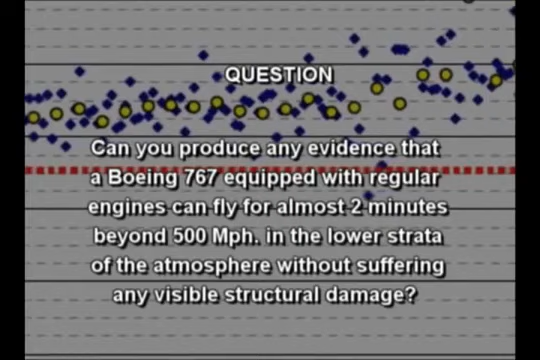 QUESTION
Can you produce any evidence that
a Boeing 767 equipped with regular
engines can fly for almost 2 minutes
beyond 500 Mph. in the lower strata
of the atmosphere without suffering
any visible structural damage?